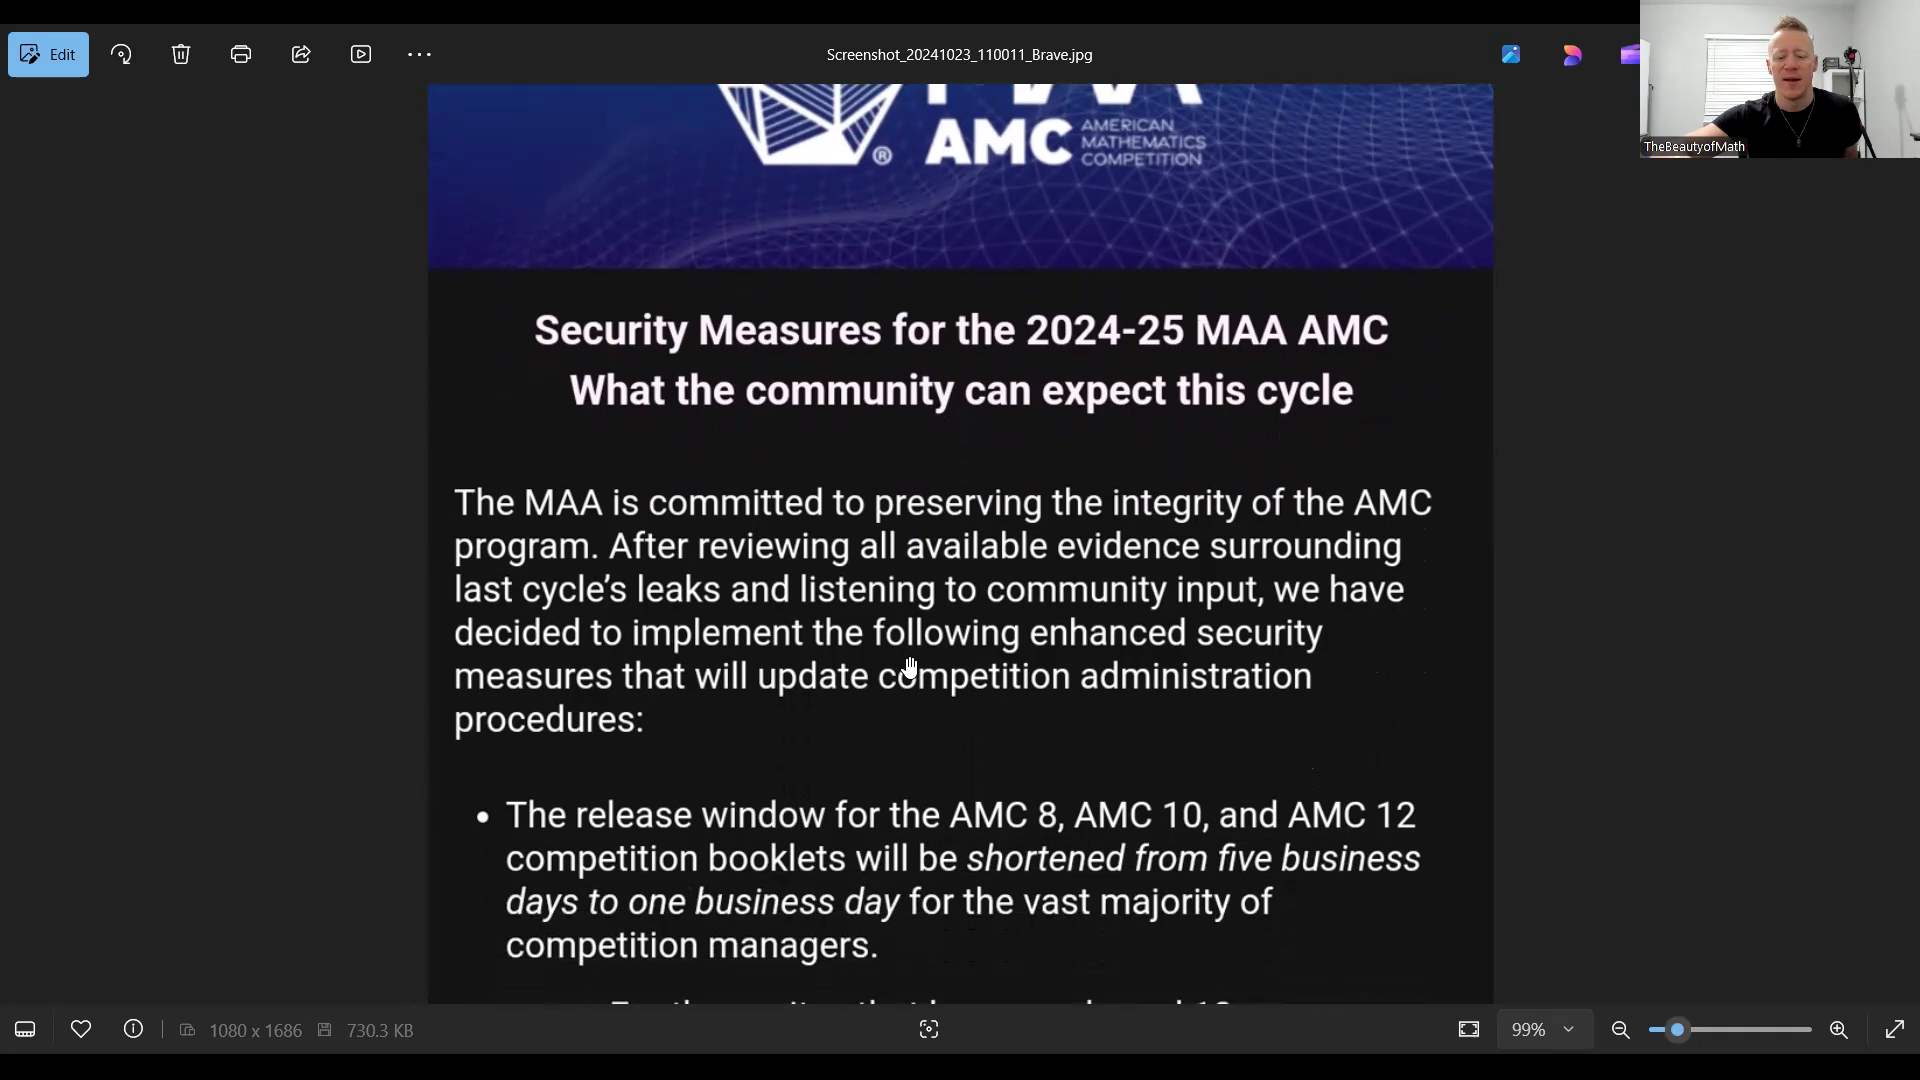 Edit
Screenshot_20241023_110011_Brave.jpg
TheBeautyofMath
®
AMC
AMERICAN
MATHEMATICS
COMPETITION
Security Measures for the 2024-25 MAA AMC
What the community can expect this cycle
The MAA is committed to preserving the integrity of the AMC
program. After reviewing all available evidence surrounding
last cycle’s leaks and listening to community input, we have
decided to implement the following enhanced security
measures that will update competition administration
procedures:
• The release window for the AMC 8, AMC 10, and AMC 12
competition booklets will be shortened from five business
days to one business day for the vast majority of
competition managers.
1080 x 1686
730.3 KB
99%